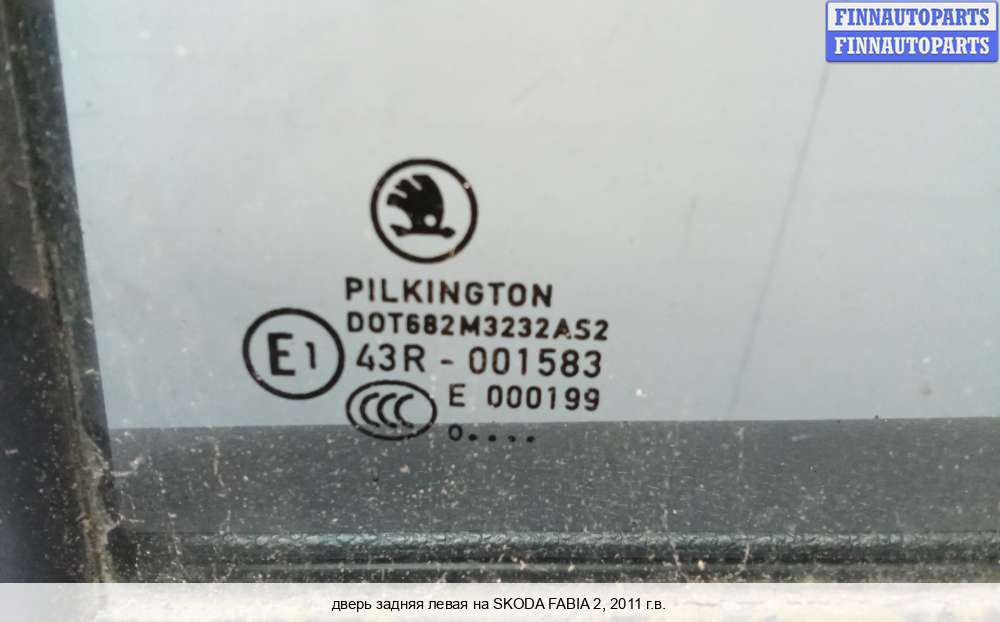 FINNAUTOPARTS
FINNAUTOPARTS
PILKINGTON
DOT682M3232AS2
E1 43R - 001583
CCC E 000199
o....
дверь задняя левая на SKODA FABIA 2, 2011 г.в.